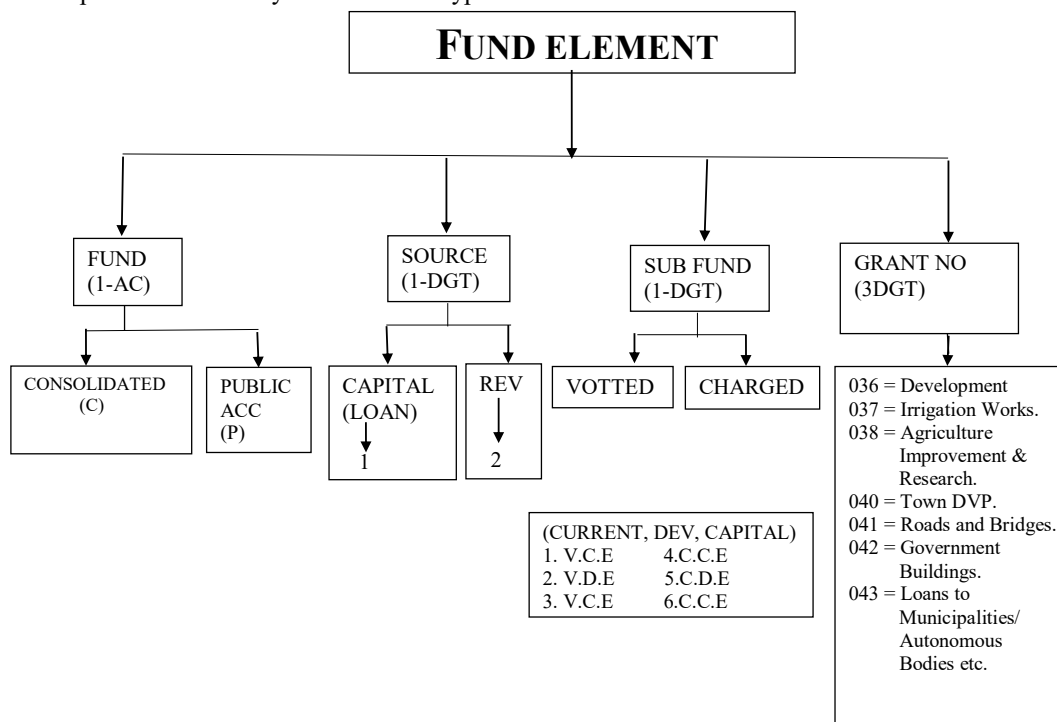 FUND ELEMENT
FUND
(1-AC)
SOURCE
(1-DGT)
SUB FUND
(1-DGT)
GRANT NO
(3DGT)
CONSOLIDATED
(C)
PUBLIC
ACC
(P)
CAPITAL
(LOAN)
1
REV
2
VOTTED
CHARGED
036 = Development
037 = Irrigation Works.
038 = Agriculture
Improvement &
Research.
040 = Town DVP.
041 = Roads and Bridges.
042 = Government
Buildings.
043 = Loans to
Municipalities/
Autonomous
Bodies etc.
(CURRENT, DEV, CAPITAL)
1. V.C.E 4.C.C.E
2. V.D.E 5.C.D.E
3. V.C.E 6.C.C.E